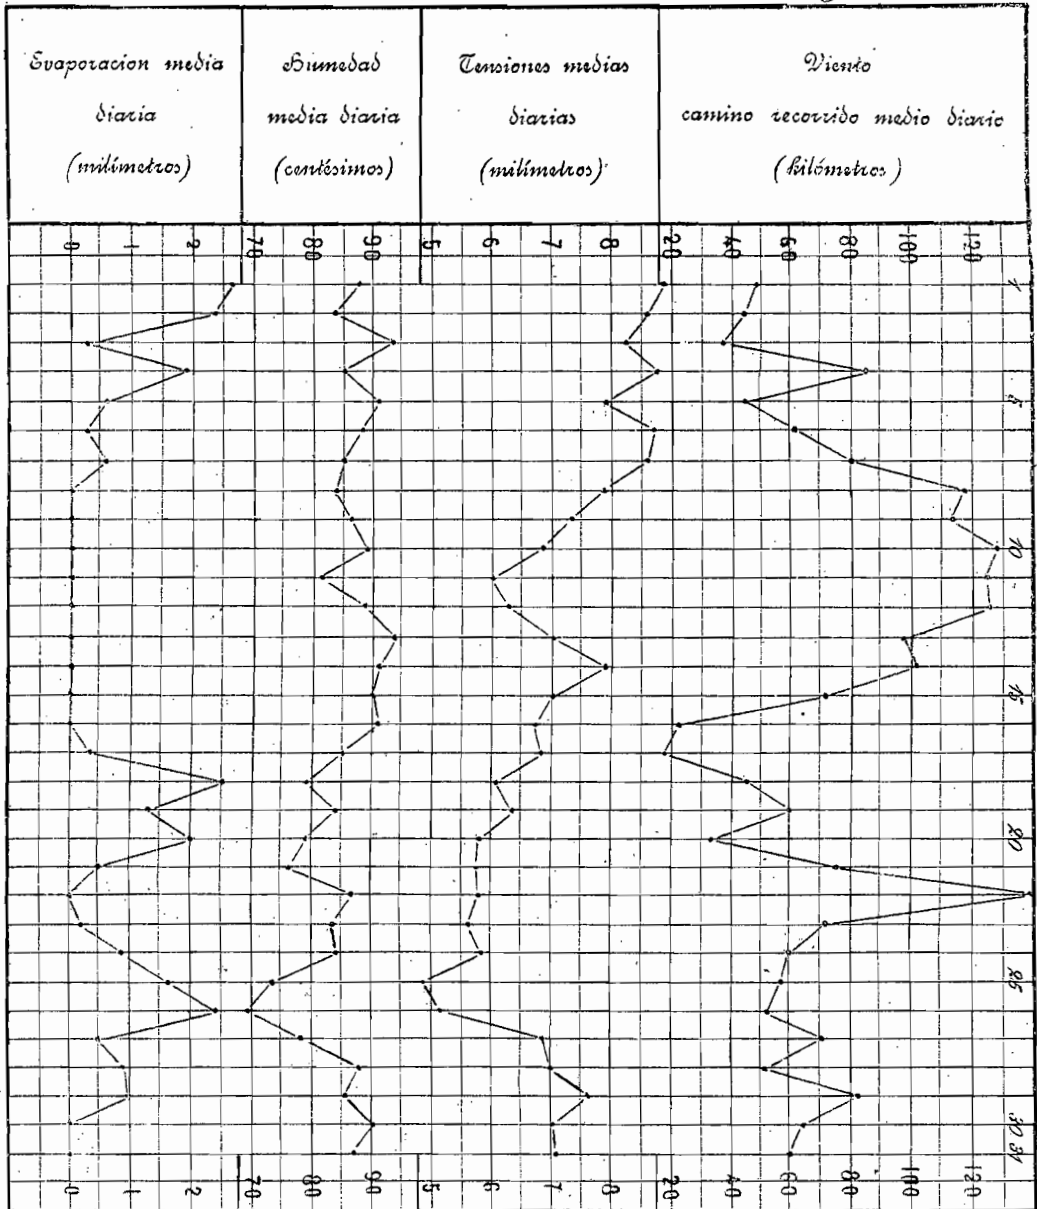 Evaporacion media
diaria
(milímetros)
Humedad
media diaria
(centésimos)
Tensiones medias
diarias
(milímetros)
Viento
camino recorrido medio diario
(kilómetros)
0 1 2 70 80 90 5 6 7 8 20 40 60 80 100 120
1
5
10
15
20
25
30 31
0 1 2 70 80 90 5 6 7 8 20 40 60 80 100 120